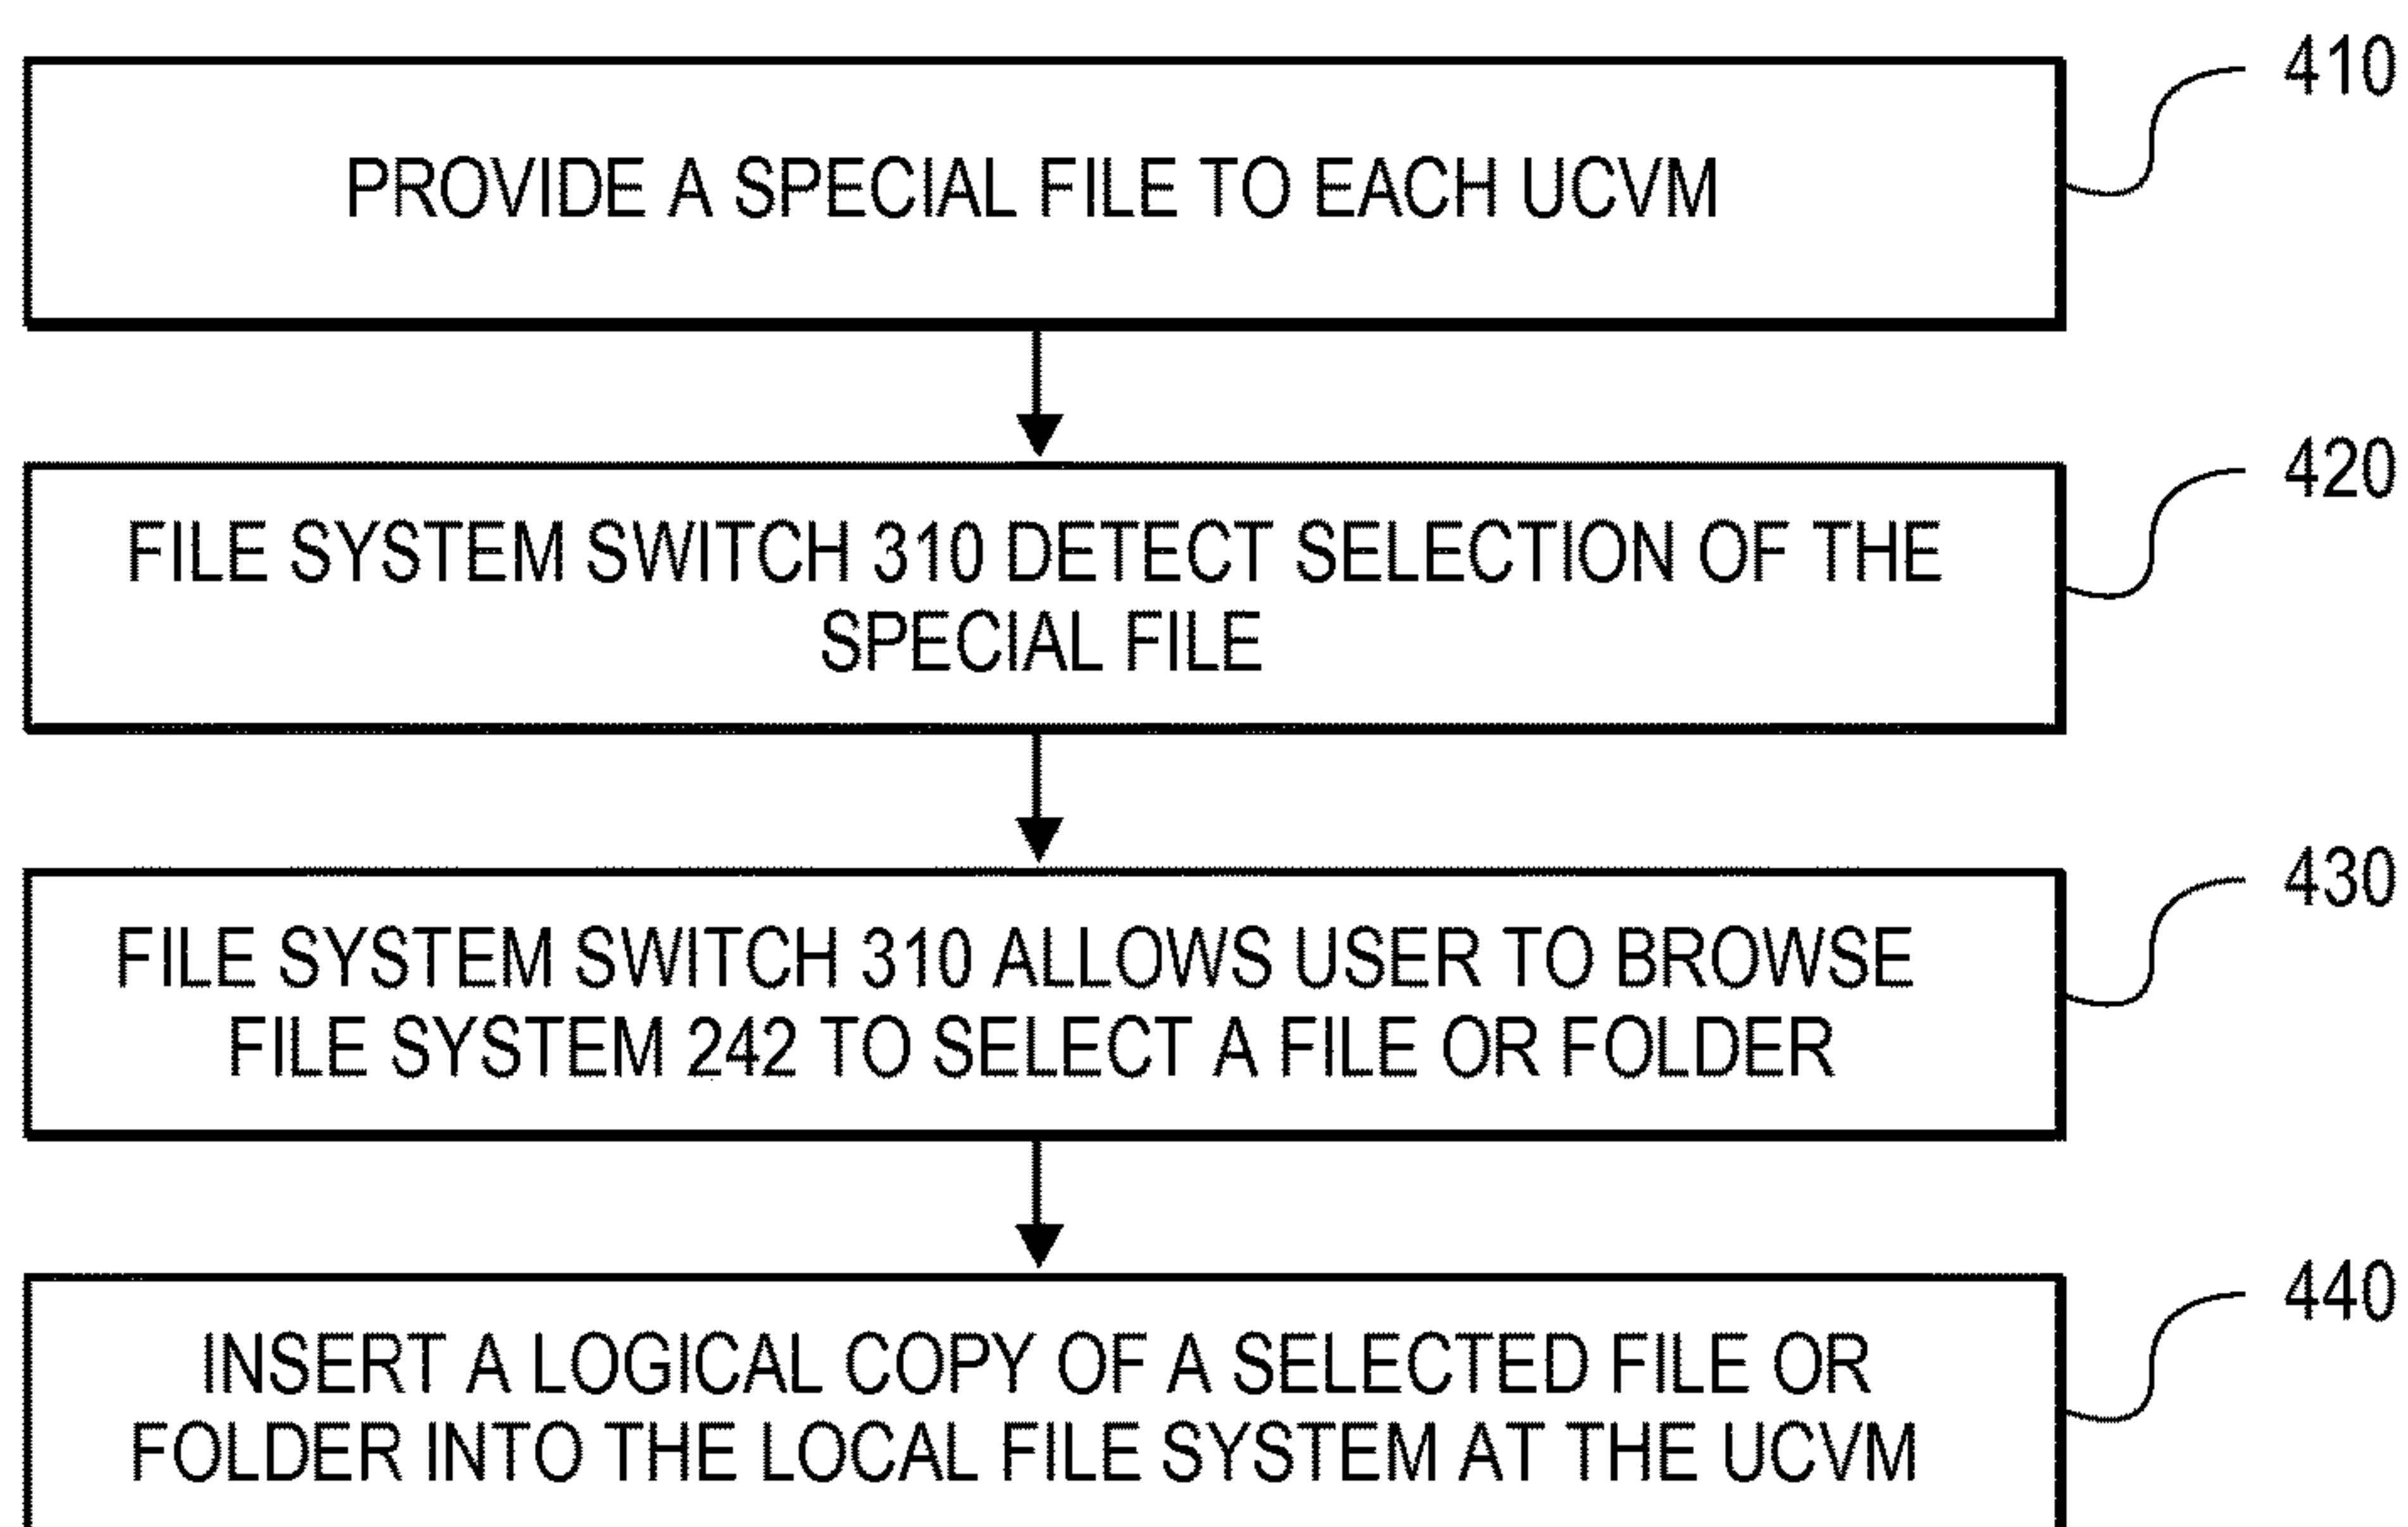 410
PROVIDE A SPECIAL FILE TO EACH UCVM
420
FILE SYSTEM SWITCH 310 DETECT SELECTION OF THE
SPECIAL FILE
430
FILE SYSTEM SWITCH 310 ALLOWS USER TO BROWSE
FILE SYSTEM 242 TO SELECT A FILE OR FOLDER
440
INSERT A LOGICAL COPY OF A SELECTED FILE OR
FOLDER INTO THE LOCAL FILE SYSTEM AT THE UCVM